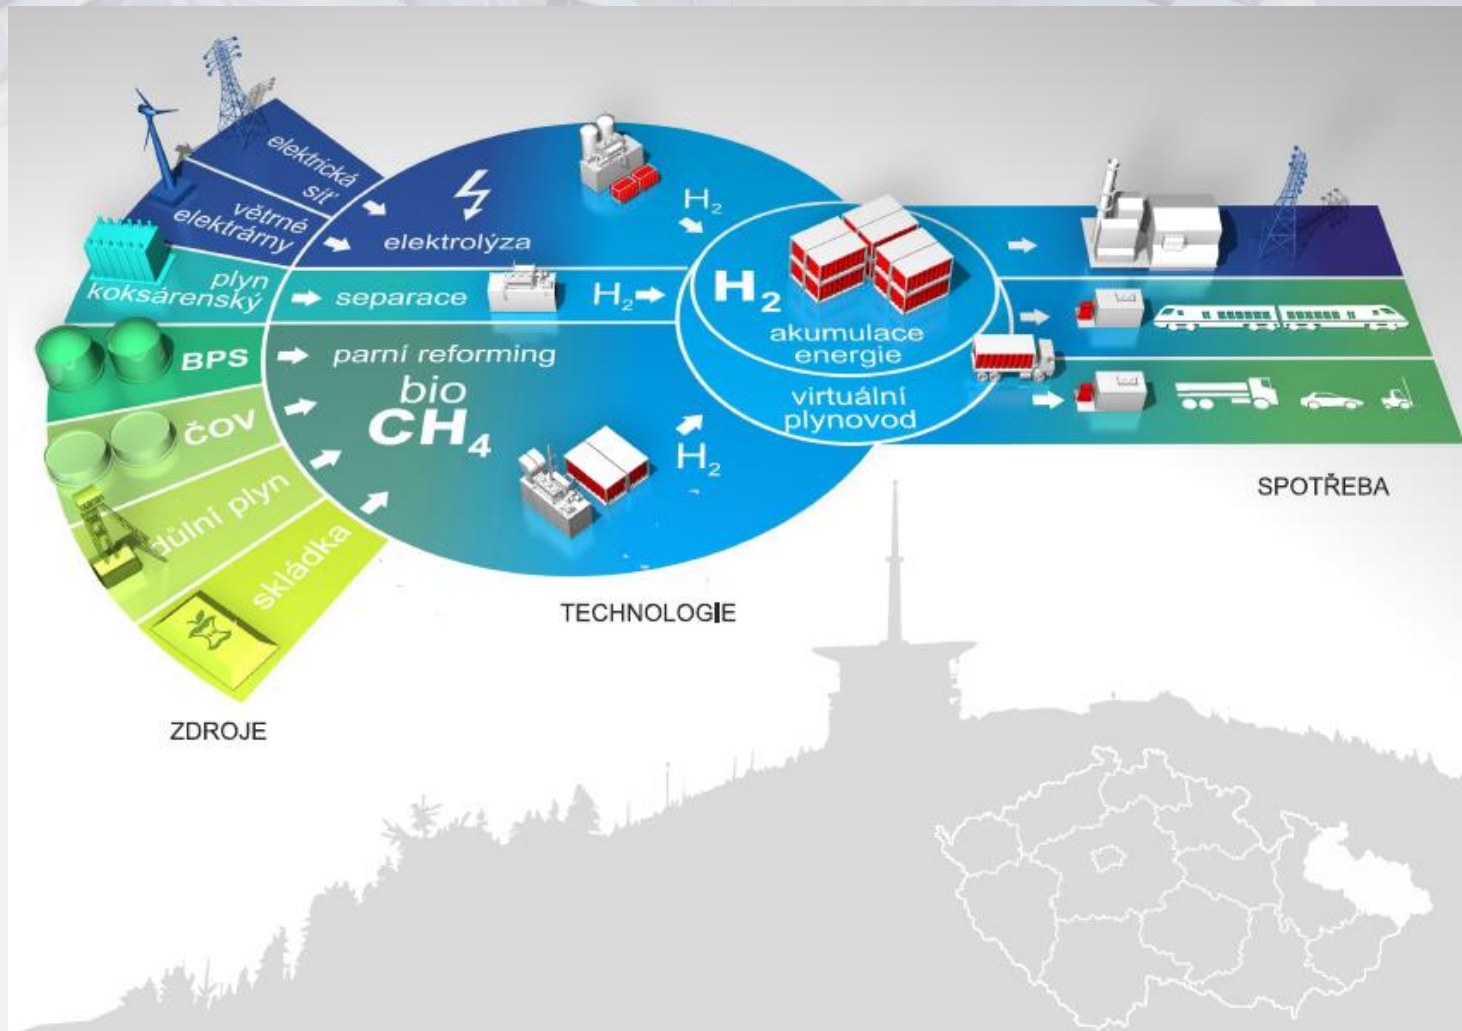 elektrická
síť
větrné
elektrárny
plyn
koksárenský
BPS
ČOV
důlní plyn
skládka
ZDROJE
elektrolýza
H₂
separace
H₂
parní reforming
bio
CH₄
H₂
TECHNOLOGIE
H₂
akumulace
energie
virtuální
plynovod
SPOTŘEBA